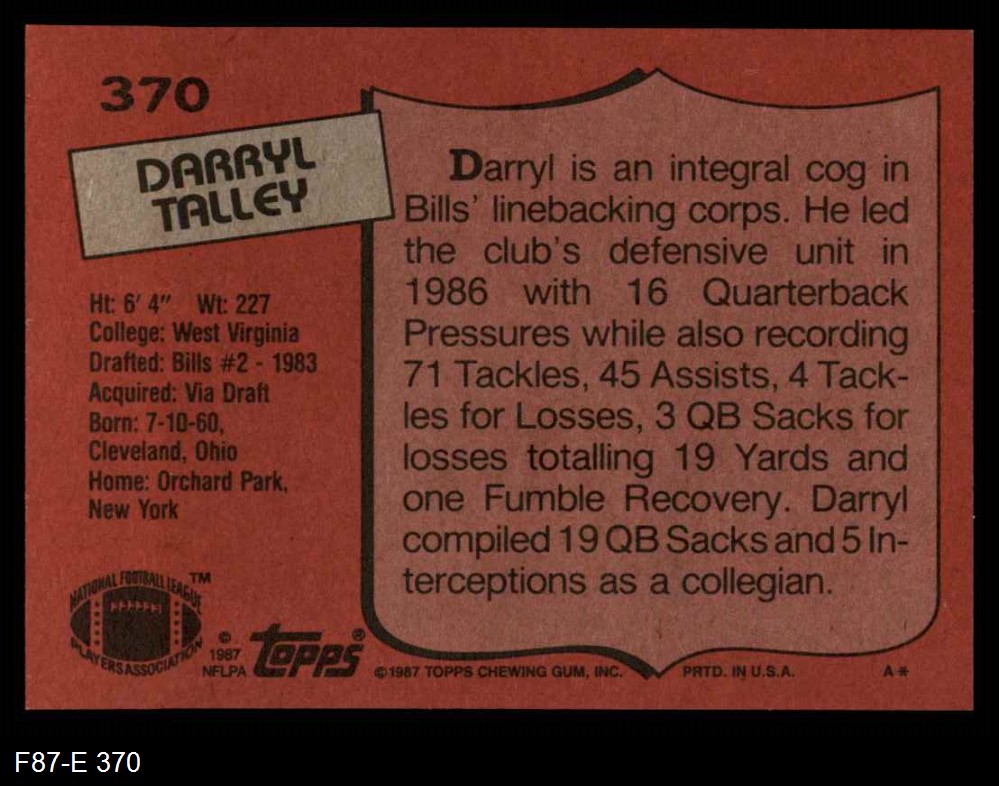 370
DARRYL
TALLEY
Ht: 6' 4" Wt: 227
College: West Virginia
Drafted: Bills #2 - 1983
Acquired: Via Draft
Born: 7-10-60,
Cleveland, Ohio
Home: Orchard Park,
New York
Darryl is an integral cog in
Bills' linebacking corps. He led
the club's defensive unit in
1986 with 16 Quarterback
Pressures while also recording
71 Tackles, 45 Assists, 4 Tack-
les for Losses, 3 QB Sacks for
losses totalling 19 Yards and
one Fumble Recovery. Darryl
compiled 19 QB Sacks and 5 In-
terceptions as a collegian.
NATIONAL FOOTBALL LEAGUE ™
PLAYERS ASSOCIATION
© 1987 NFLPA
topps®
©1987 TOPPS CHEWING GUM, INC. PRTD. IN U.S.A. A*
F87-E 370